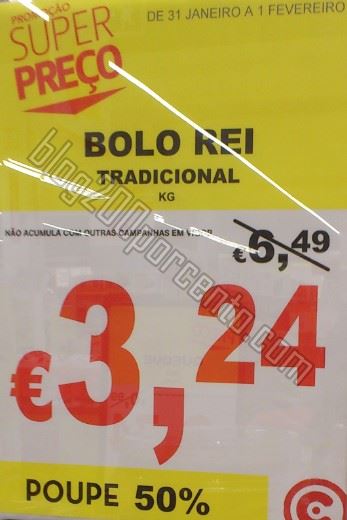 PROMOÇÃO
SUPER
PREÇO
DE 31 JANEIRO A 1 FEVEREIRO
BOLO REI
TRADICIONAL
KG
NÃO ACUMULA COM OUTRAS CAMPANHAS EM VIGOR
€6,49
€3,24
POUPE 50%
blog200porcento.com